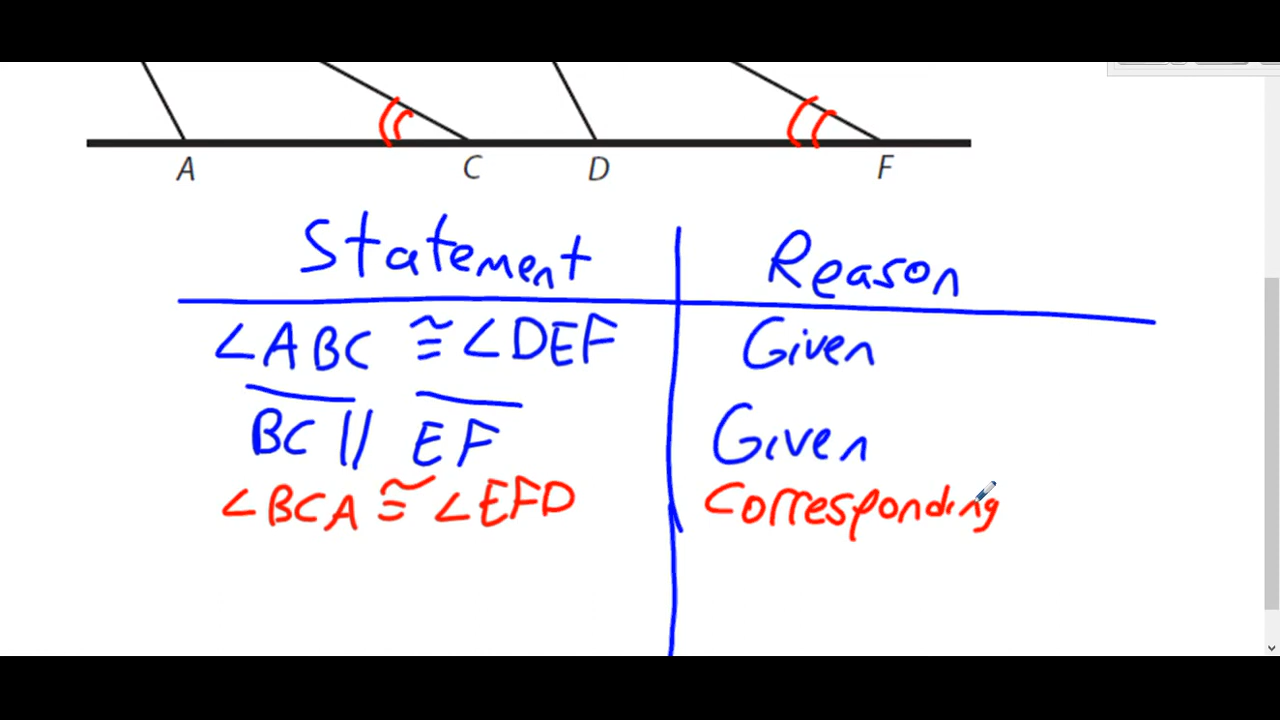 A C D F
Statement Reason
∠ABC ≅ ∠DEF Given
BC || EF Given
∠BCA ≅ ∠EFD Corresponding